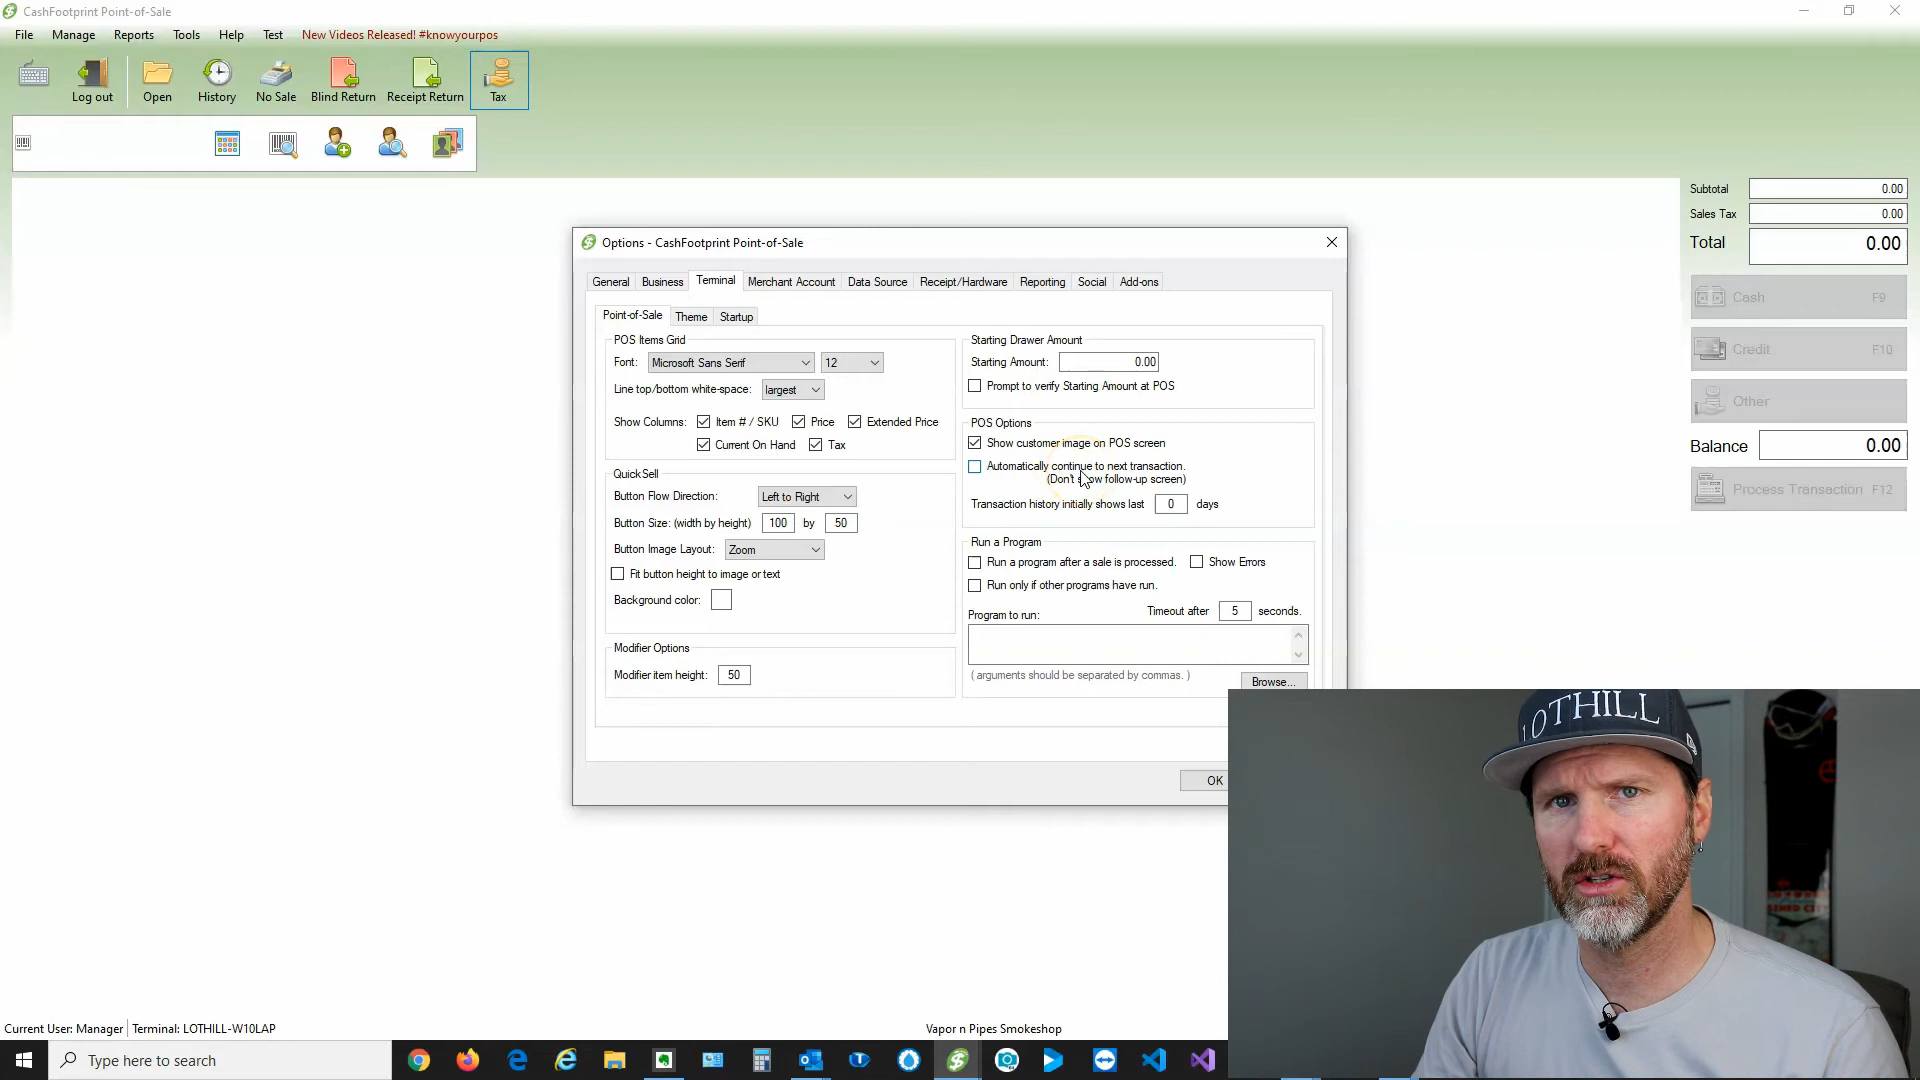 CashFootprint Point-of-Sale
File Manage Reports Tools Help Test New Videos Released! #knowyourpos
Log out Open History No Sale Blind Return Receipt Return Tax
Subtotal 0.00
Sales Tax 0.00
Total 0.00
Cash F9
Credit F10
Other
Balance 0.00
Process Transaction F12
Options - CashFootprint Point-of-Sale
General Business Terminal Merchant Account Data Source Receipt/Hardware Reporting Social Add-ons
Point-of-Sale Theme Startup
POS Items Grid
Font: Microsoft Sans Serif 12
Line top/bottom white-space: largest
Show Columns: Item # / SKU Price Extended Price
Current On Hand Tax
QuickSell
Button Flow Direction: Left to Right
Button Size: (width by height) 100 by 50
Button Image Layout: Zoom
Fit button height to image or text
Background color:
Modifier Options
Modifier item height: 50
Starting Drawer Amount
Starting Amount: 0.00
Prompt to verify Starting Amount at POS
POS Options
Show customer image on POS screen
Automatically continue to next transaction.
(Don't show follow-up screen)
Transaction history initially shows last 0 days
Run a Program
Run a program after a sale is processed. Show Errors
Run only if other programs have run.
Program to run: Timeout after 5 seconds.
( arguments should be separated by commas. ) Browse...
OK
LOTHILL
Current User: Manager Terminal: LOTHILL-W10LAP Vapor n Pipes Smokeshop
Type here to search